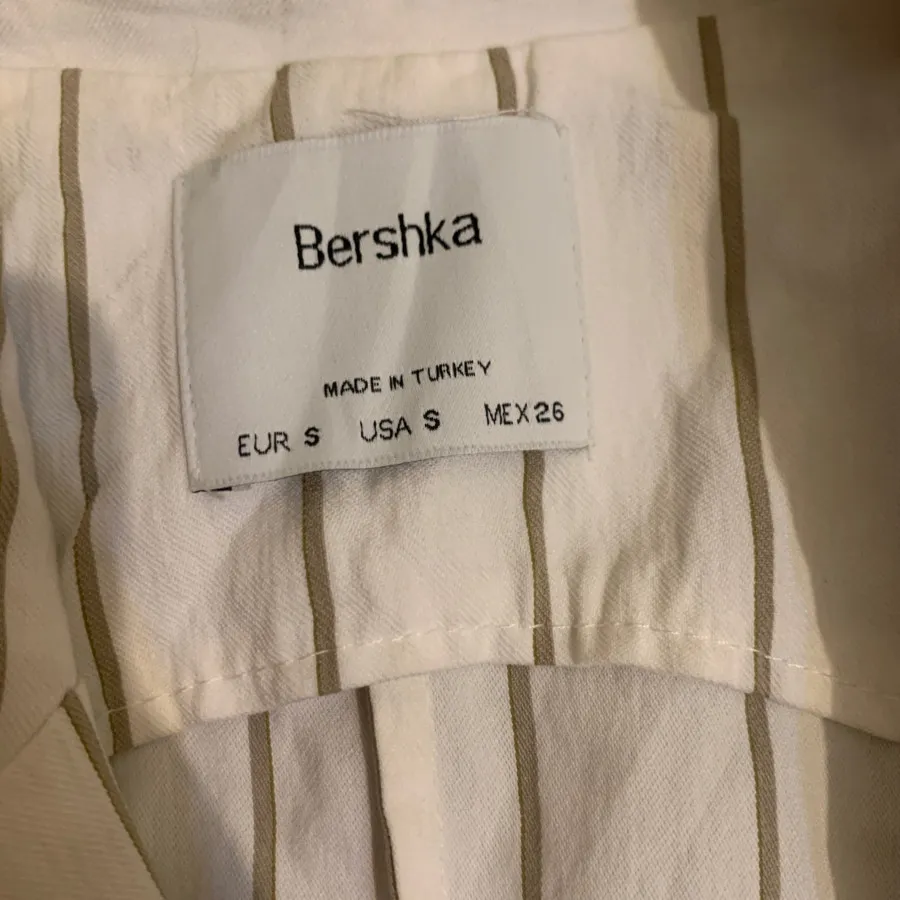 Bershka
MADE IN TURKEY
EUR S USA S MEX 26